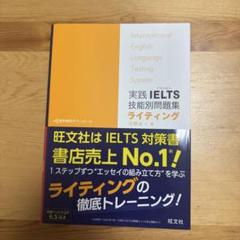 International
English
Language
Testing
System
実践 IELTS
技能別問題集
ライティング
旺文社は IELTS 対策書
書店売上 No.1!
1ステップずつ“エッセイの組み立て方”を学ぶ
ライティングの
徹底トレーニング!
6.5
旺文社